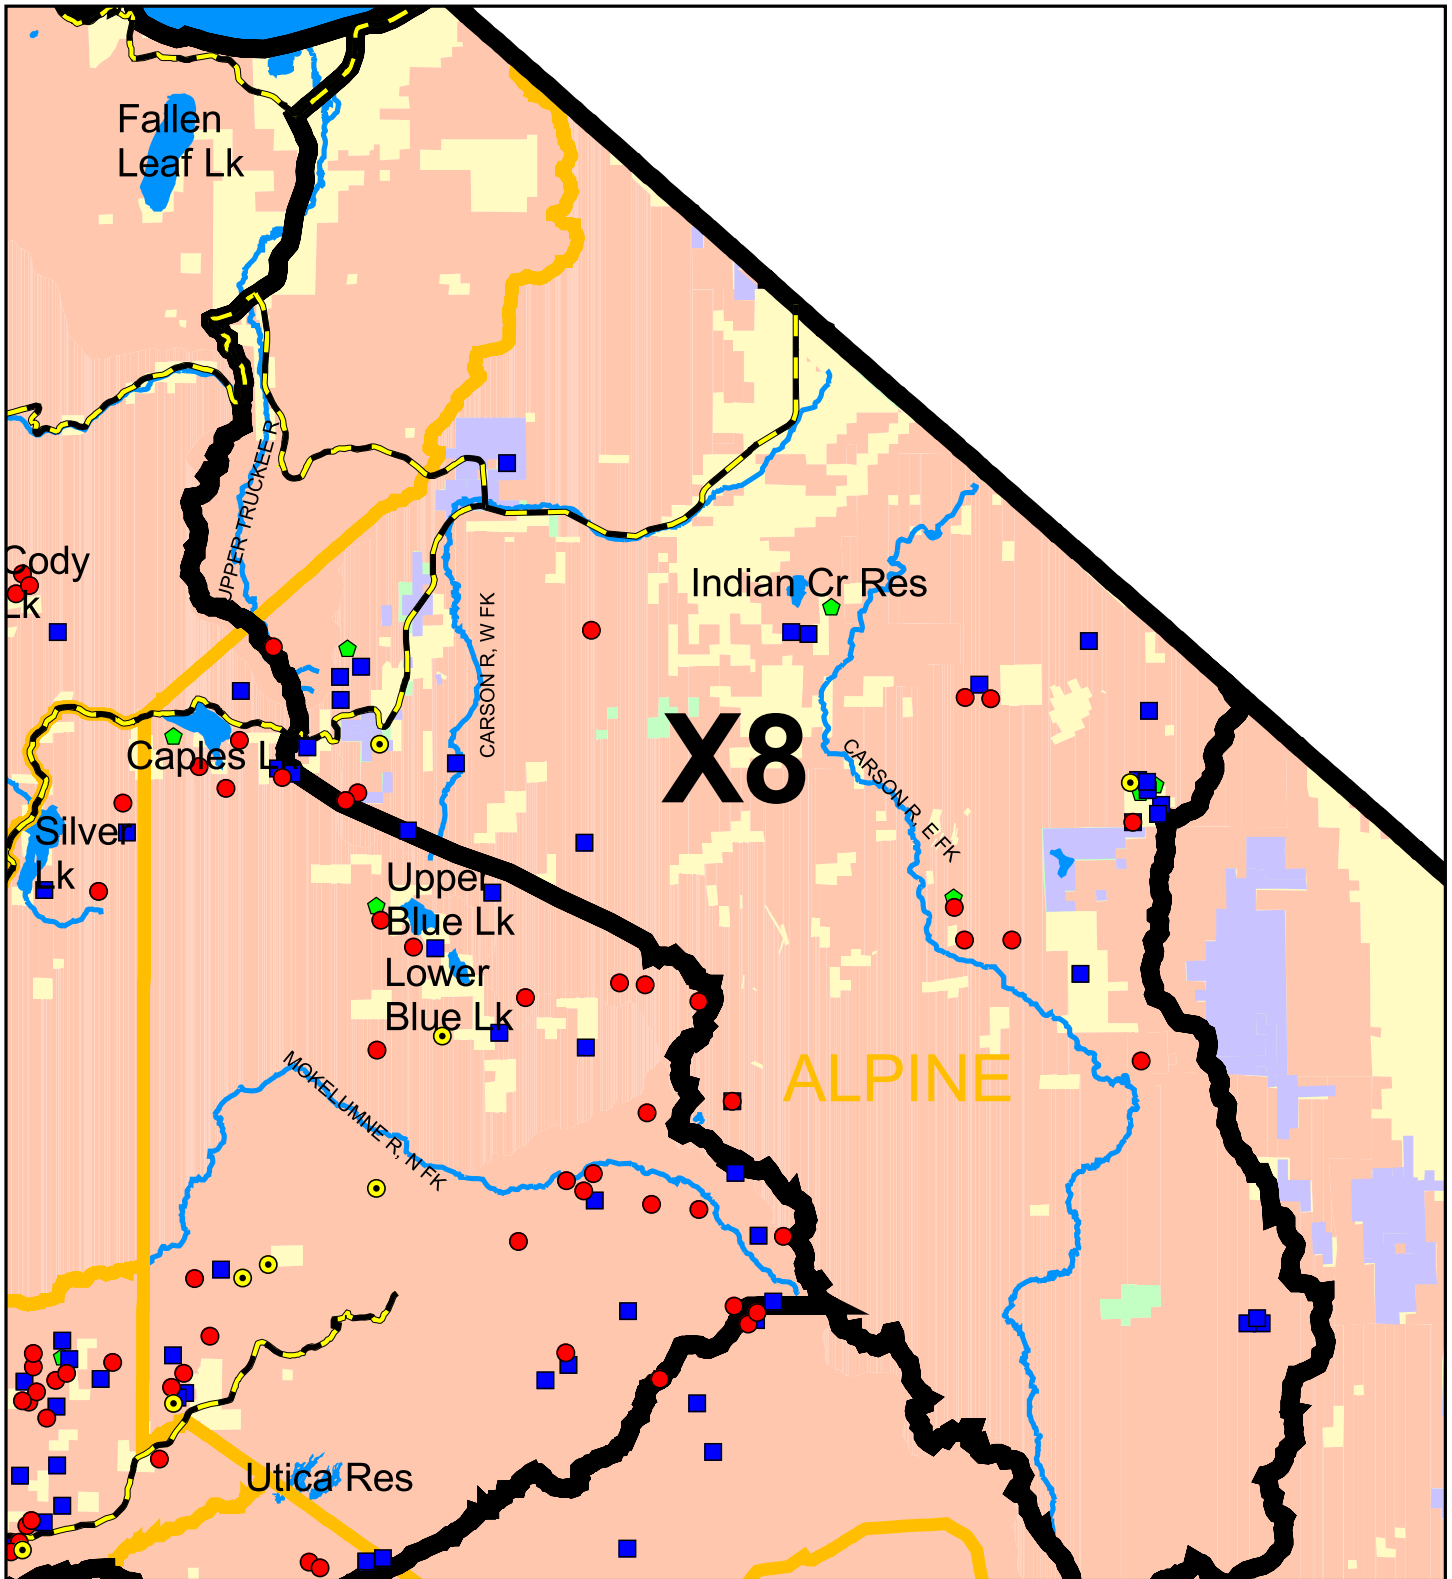 Fallen
Leaf Lk
UPPER TRUCKEE R
Cody
Lk
Indian Cr Res
CARSON R, W FK
X8
Caples L
CARSON R, E FK
Silver
Lk
Upper
Blue Lk
Lower
Blue Lk
ALPINE
MOKELUMNE R, N FK
Utica Res